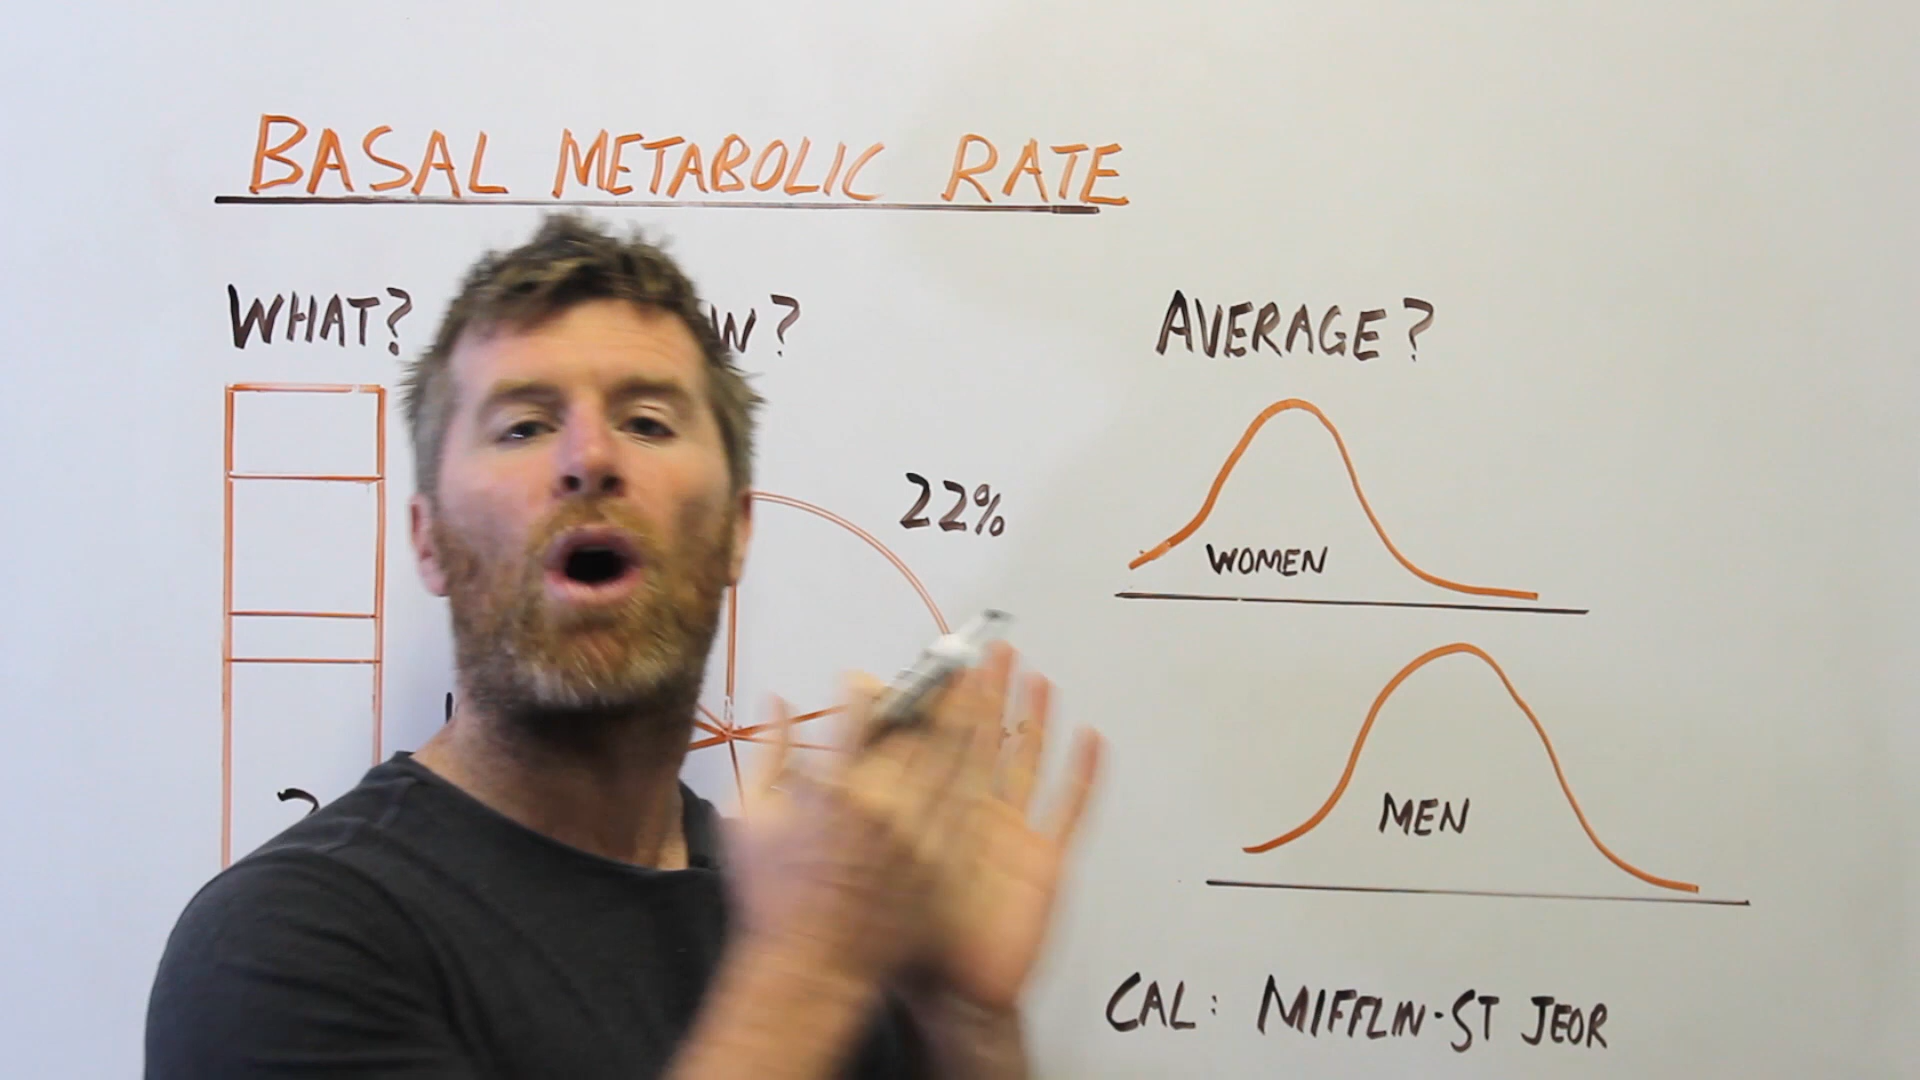 BASAL METABOLIC RATE
WHAT?
W?
AVERAGE?
22%
WOMEN
MEN
CAL: MIFFLIN-ST JEOR